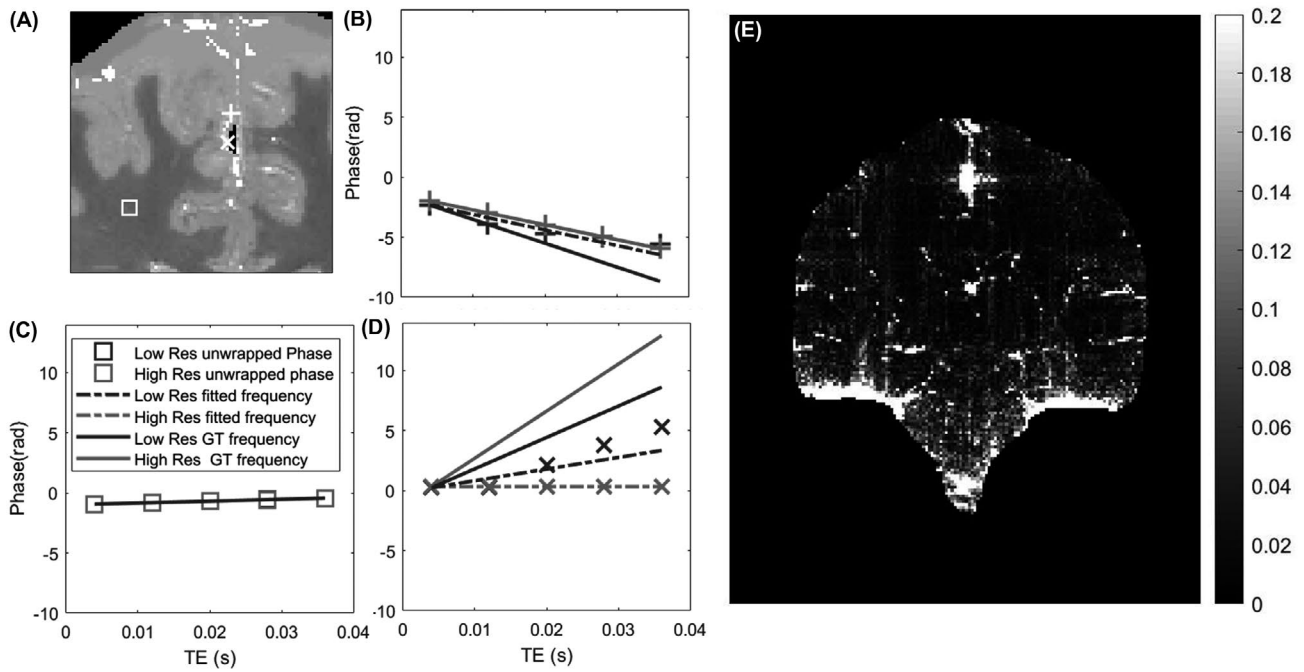 (A)
(B)
Phase(rad)
10
5
0
-5
-10
(C)
Phase(rad)
10
5
0
-5
-10
0
0.01
0.02
0.03
0.04
TE (s)
Low Res unwrapped Phase
High Res unwrapped phase
Low Res fitted frequency
High Res fitted frequency
Low Res GT frequency
High Res GT frequency
(D)
10
5
0
-5
-10
0
0.01
0.02
0.03
0.04
TE (s)
(E)
0.2
0.18
0.16
0.14
0.12
0.1
0.08
0.06
0.04
0.02
0